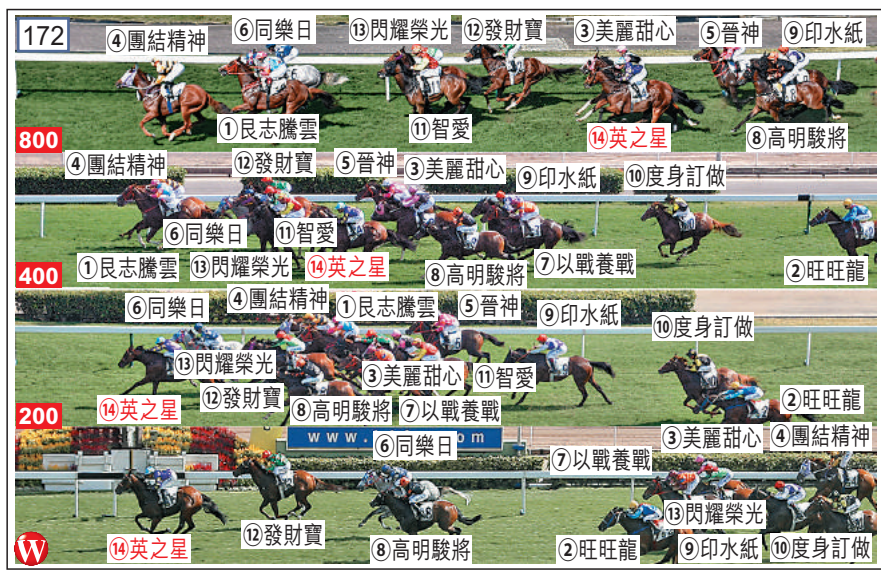 172
④團結精神 ⑥同樂日 ⑬閃耀榮光 ⑫發財寶 ③美麗甜心 ⑤晉神 ⑨印水紙
①艮志騰雲 ⑪智愛 ⑭英之星 ⑧高明駿將
800
④團結精神 ⑫發財寶 ⑤晉神 ③美麗甜心 ⑨印水紙 ⑩度身訂做
⑥同樂日 ⑪智愛
①艮志騰雲 ⑬閃耀榮光 ⑭英之星 ⑧高明駿將 ⑦以戰養戰 ②旺旺龍
400
⑥同樂日 ④團結精神 ①艮志騰雲 ⑤晉神 ⑨印水紙 ⑩度身訂做
⑬閃耀榮光 ③美麗甜心 ⑪智愛
⑭英之星 ⑫發財寶 ⑧高明駿將 ⑦以戰養戰 ②旺旺龍
200
③美麗甜心 ④團結精神
www. om
⑥同樂日 ⑦以戰養戰
⑬閃耀榮光
⑭英之星 ⑫發財寶 ⑧高明駿將 ②旺旺龍 ⑨印水紙 ⑩度身訂做
W